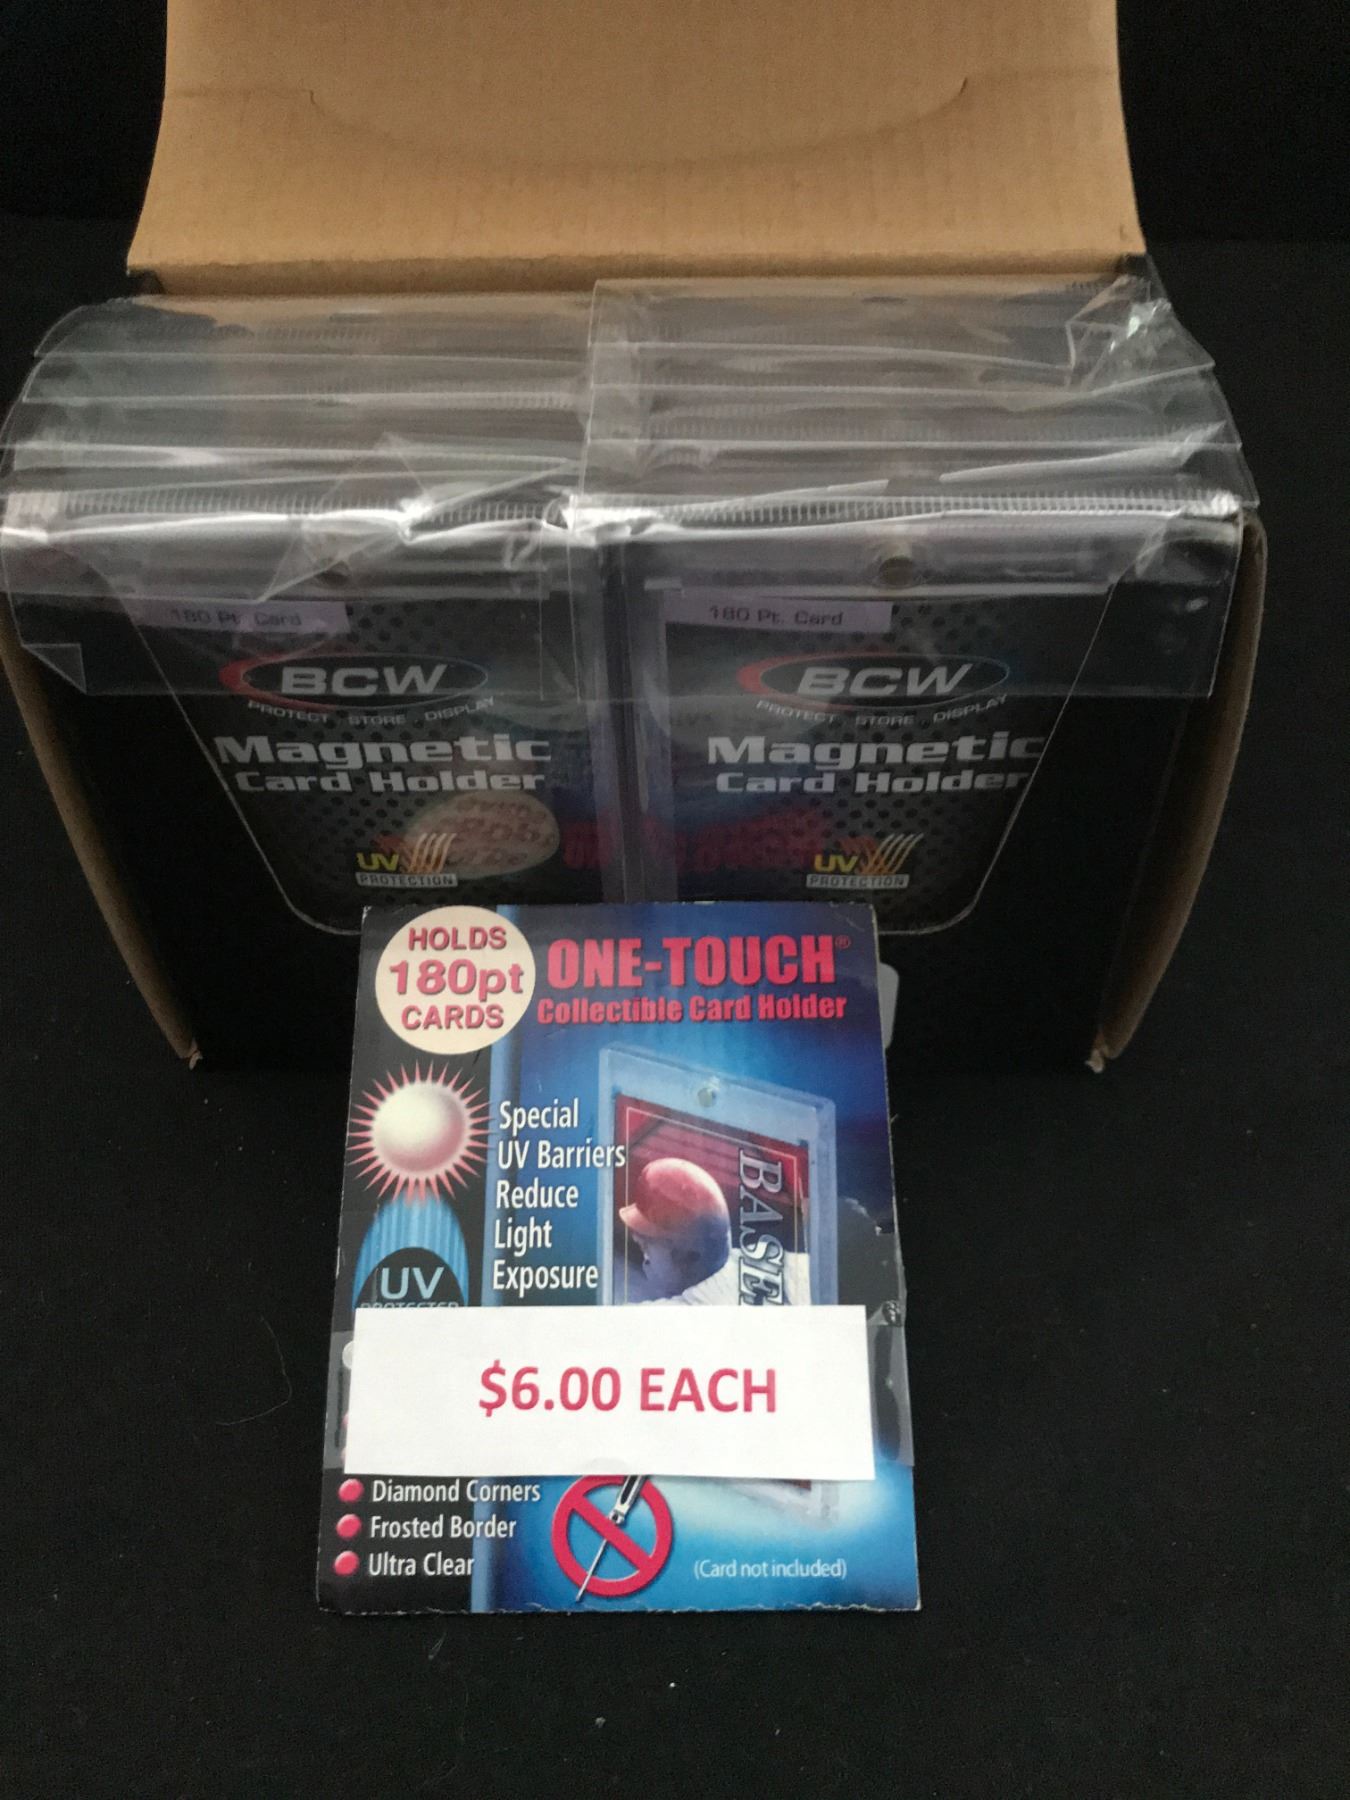 180 Pt. Card
BCW
PROTECT . STORE . DISPLAY
Magnetic
Card Holder
UV
PROTECTION
180 Pt. Card
BCW
PROTECT . STORE . DISPLAY
Magnetic
Card Holder
UV
PROTECTION
HOLDS
180pt
CARDS
ONE-TOUCH®
Collectible Card Holder
Special
UV Barriers
Reduce
Light
Exposure
UV
PROTECTED
BASE
$6.00 EACH
Diamond Corners
Frosted Border
Ultra Clear
(Card not included)